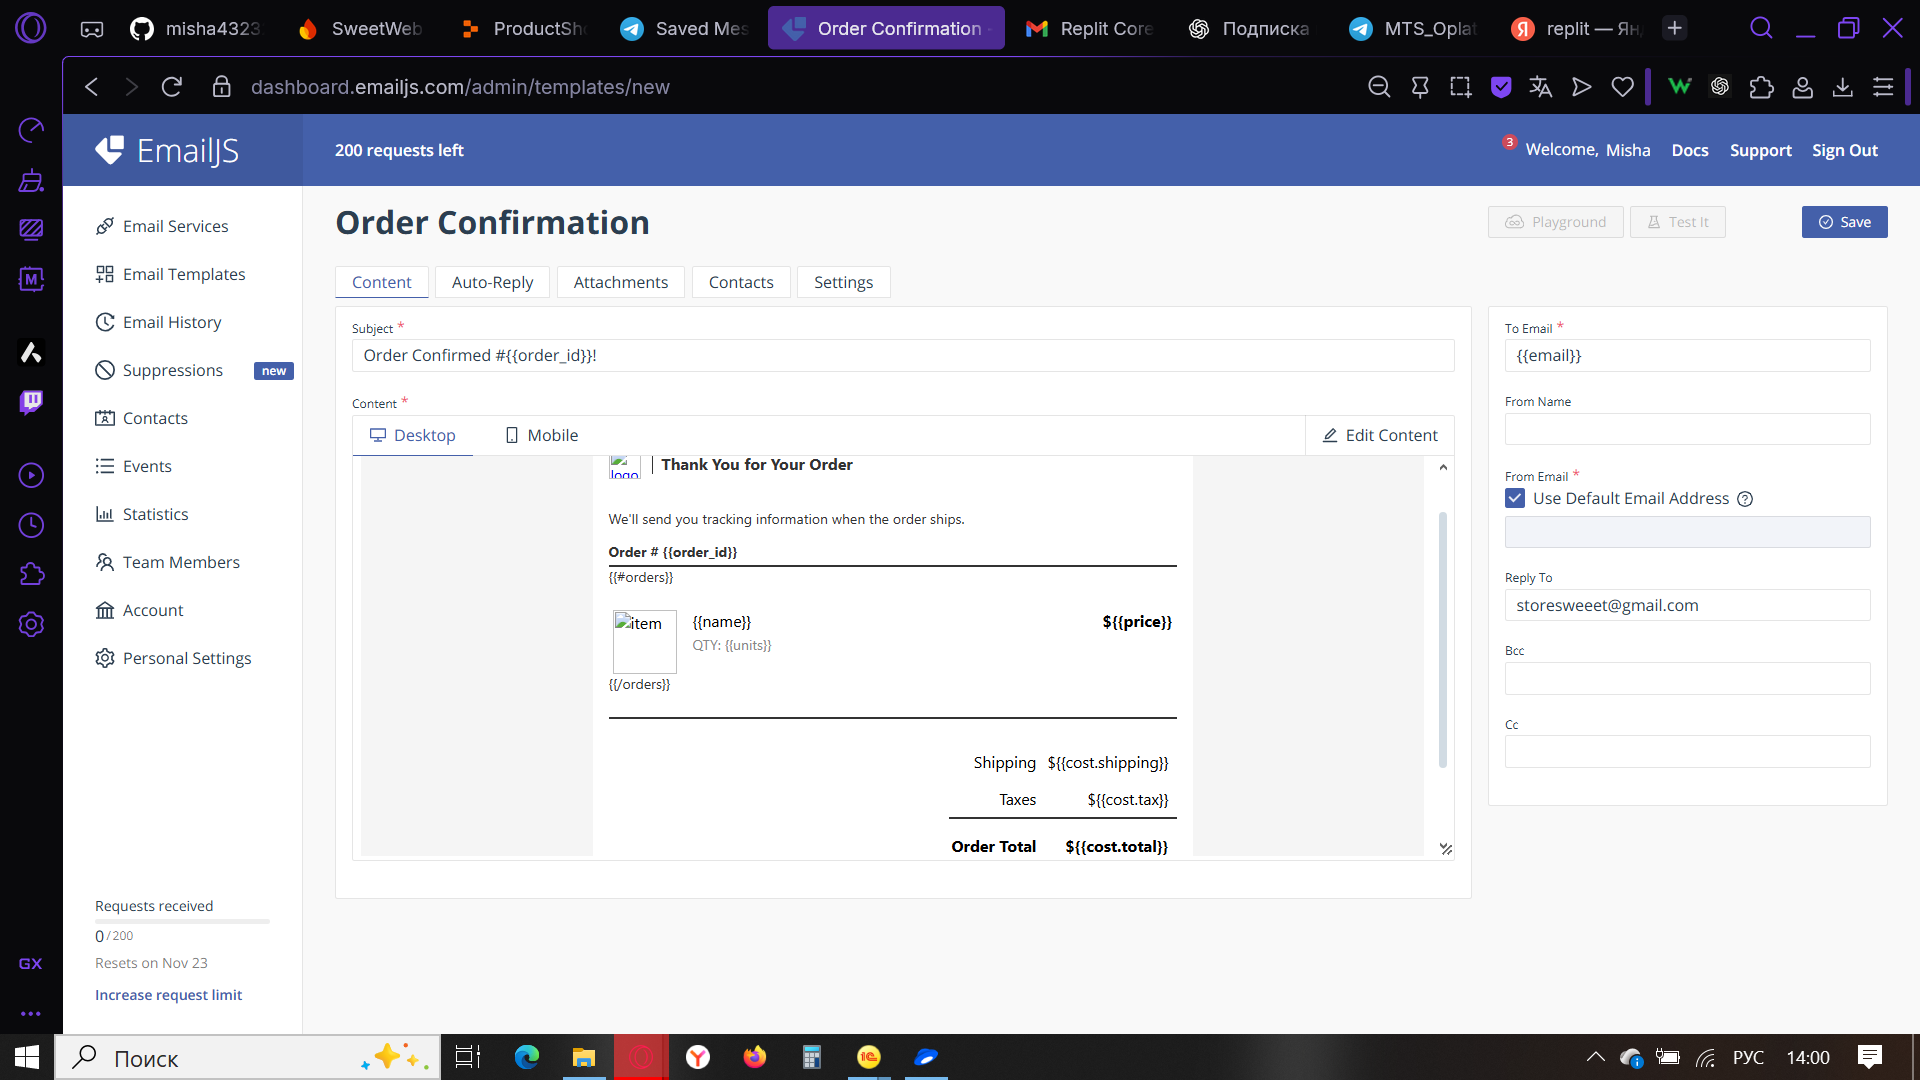 misha4323
SweetWeb
ProductSho
Saved Mes
Order Confirmation -
Replit Core
Подписка
MTS_Oplat
replit — Ян
dashboard.emailjs.com/admin/templates/new
EmailJS
200 requests left
3
Welcome, Misha
Docs
Support
Sign Out
Email Services
Email Templates
Email History
Suppressions
new
Contacts
Events
Statistics
Team Members
Account
Personal Settings
Requests received
0 / 200
Resets on Nov 23
Increase request limit
GX
M
Order Confirmation
Playground
Test It
Save
Content
Auto-Reply
Attachments
Contacts
Settings
Subject *
Order Confirmed #{{order_id}}!
Content *
Desktop
Mobile
Edit Content
logo
Thank You for Your Order
We'll send you tracking information when the order ships.
Order # {{order_id}}
{{#orders}}
item
{{name}}
${{price}}
QTY: {{units}}
{{/orders}}
Shipping ${{cost.shipping}}
Taxes ${{cost.tax}}
Order Total ${{cost.total}}
To Email *
{{email}}
From Name
From Email *
Use Default Email Address
Reply To
storesweeet@gmail.com
Bcc
Cc
Поиск
РУС
14:00